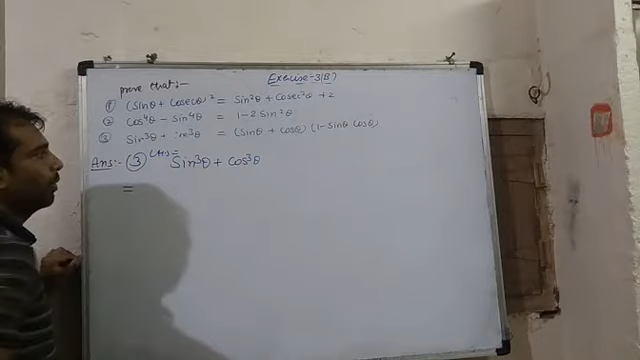 Exercise-3(B)
prove that:-
① (Sinθ + Cosecθ)² = Sin²θ + Cosec²θ + 2
② Cos⁴θ - Sin⁴θ = 1-2 Sin²θ
③ Sin³θ + cos³θ = (Sinθ + cosθ) (1-Sinθ cosθ)
Ans:- ③ LHS= Sin³θ + cos³θ
=